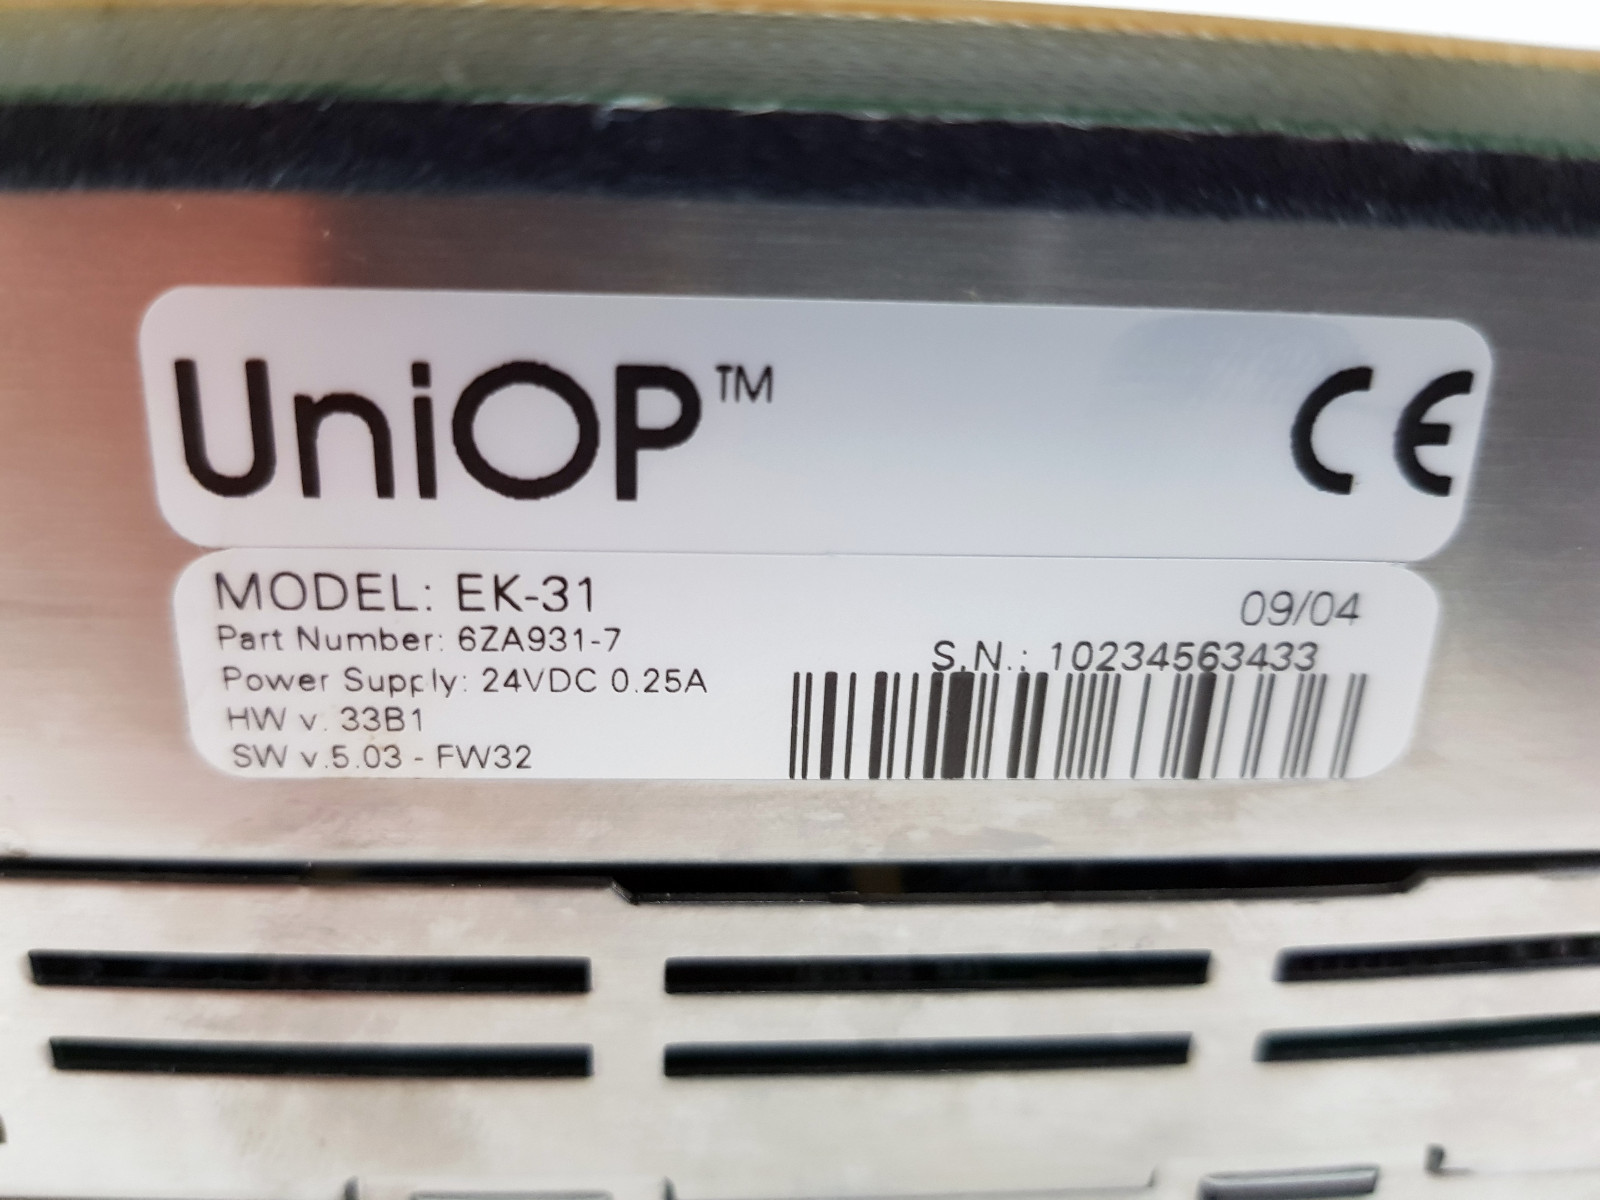 UniOP™ CE
MODEL: EK-31
09/04
Part Number: 6ZA931-7
S.N.: 10234563433
Power Supply: 24VDC 0.25A
HW v. 33B1
SW v.5.03 - FW32